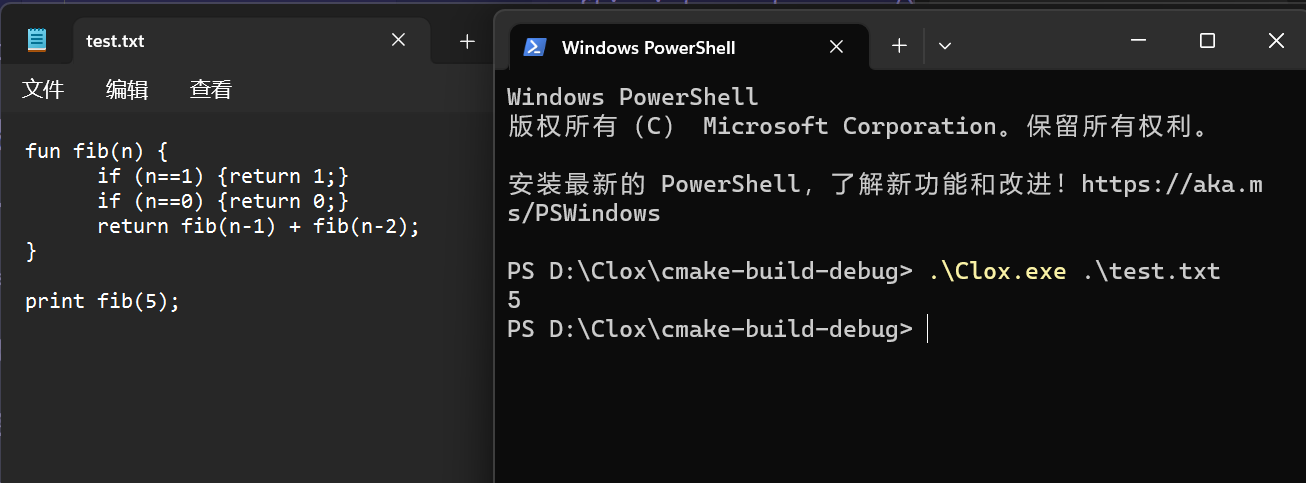 test.txt
文件 编辑 查看
fun fib(n) {
      if (n==1) {return 1;}
      if (n==0) {return 0;}
      return fib(n-1) + fib(n-2);
}
print fib(5);
Windows PowerShell
Windows PowerShell
版权所有（C） Microsoft Corporation。保留所有权利。
安装最新的 PowerShell，了解新功能和改进！https://aka.m
s/PSWindows
PS D:\Clox\cmake-build-debug> .\Clox.exe .\test.txt
5
PS D:\Clox\cmake-build-debug>